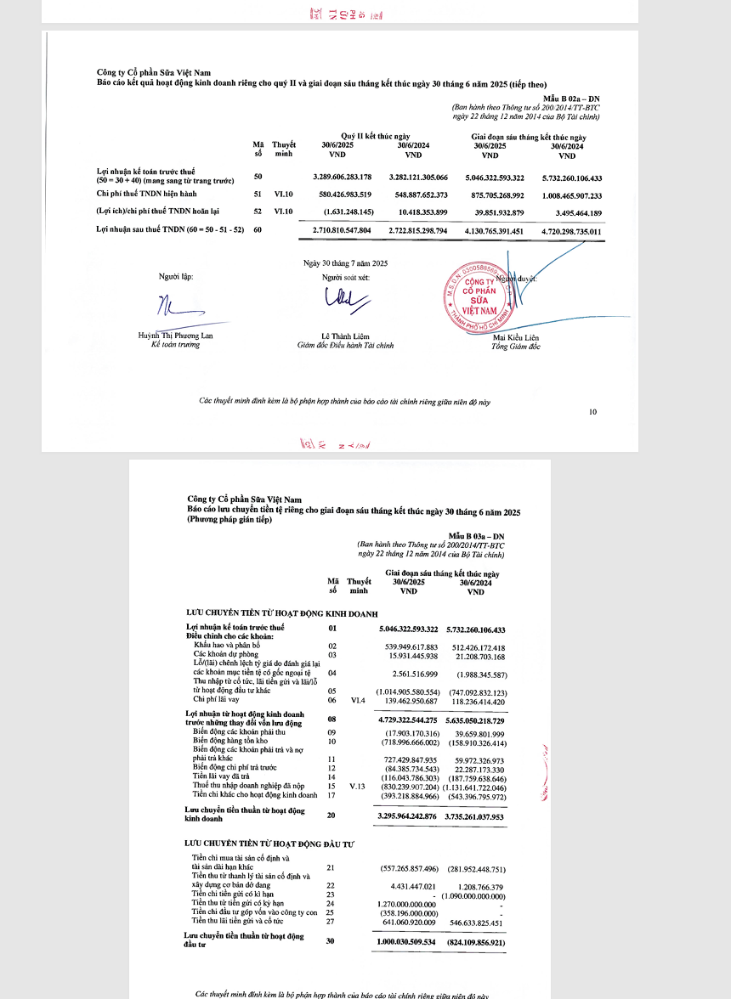 Công ty Cổ phần Sữa Việt Nam
Báo cáo kết quả hoạt động kinh doanh riêng cho quý II và giai đoạn sáu tháng kết thúc ngày 30 tháng 6 năm 2025 (tiếp theo)
Mẫu B 02a – DN
(Ban hành theo Thông tư số 200/2014/TT-BTC
ngày 22 tháng 12 năm 2014 của Bộ Tài chính)
Quý II kết thúc ngày Giai đoạn sáu tháng kết thúc ngày
Mã Thuyết 30/6/2025 30/6/2024 30/6/2025 30/6/2024
số minh VND VND VND VND
Lợi nhuận kế toán trước thuế
(50 = 30 + 40) (mang sang từ trang trước) 50 3.289.606.283.178 3.282.121.305.066 5.046.322.593.322 5.732.260.106.433
Chi phí thuế TNDN hiện hành 51 VI.10 580.426.983.519 548.887.652.373 875.705.268.992 1.008.465.907.233
(Lợi ích)/chi phí thuế TNDN hoãn lại 52 VI.10 (1.631.248.145) 10.418.353.899 39.851.932.879 3.495.464.189
Lợi nhuận sau thuế TNDN (60 = 50 - 51 - 52) 60 2.710.810.547.804 2.722.815.298.794 4.130.765.391.451 4.720.298.735.011
Ngày 30 tháng 7 năm 2025
Người lập: Người soát xét: Người duyệt:
M.S.D.N: 0300588569
CÔNG TY
CỔ PHẦN
SỮA
VIỆT NAM
THÀNH PHỐ HỒ CHÍ MINH
Huỳnh Thị Phương Lan Lê Thành Liêm Mai Kiều Liên
Kế toán trưởng Giám đốc Điều hành Tài chính Tổng Giám đốc
Các thuyết minh đính kèm là bộ phận hợp thành của báo cáo tài chính riêng giữa niên độ này
10
Công ty Cổ phần Sữa Việt Nam
Báo cáo lưu chuyển tiền tệ riêng cho giai đoạn sáu tháng kết thúc ngày 30 tháng 6 năm 2025
(Phương pháp gián tiếp)
Mẫu B 03a – DN
(Ban hành theo Thông tư số 200/2014/TT-BTC
ngày 22 tháng 12 năm 2014 của Bộ Tài chính)
Giai đoạn sáu tháng kết thúc ngày
Mã Thuyết 30/6/2025 30/6/2024
số minh VND VND
LƯU CHUYỂN TIỀN TỪ HOẠT ĐỘNG KINH DOANH
Lợi nhuận kế toán trước thuế 01 5.046.322.593.322 5.732.260.106.433
Điều chỉnh cho các khoản:
Khấu hao và phân bổ 02 539.949.617.883 512.426.172.418
Các khoản dự phòng 03 15.931.445.938 21.208.703.168
Lỗ/(lãi) chênh lệch tỷ giá do đánh giá lại
các khoản mục tiền tệ có gốc ngoại tệ 04 2.561.516.999 (1.988.345.587)
Thu nhập từ cổ tức, lãi tiền gửi và lãi/lỗ
từ hoạt động đầu tư khác 05 (1.014.905.580.554) (747.092.832.123)
Chi phí lãi vay 06 VI.4 139.462.950.687 118.236.414.420
Lợi nhuận từ hoạt động kinh doanh
trước những thay đổi vốn lưu động 08 4.729.322.544.275 5.635.050.218.729
Biến động các khoản phải thu 09 (17.903.170.316) 39.659.801.999
Biến động hàng tồn kho 10 (718.996.666.002) (158.910.326.414)
Biến động các khoản phải trả và nợ
phải trả khác 11 727.429.847.935 59.972.326.973
Biến động chi phí trả trước 12 (84.385.734.543) 22.287.173.330
Tiền lãi vay đã trả 14 (116.043.786.303) (187.759.638.646)
Thuế thu nhập doanh nghiệp đã nộp 15 V.13 (830.239.907.204) (1.131.641.722.046)
Tiền chi khác cho hoạt động kinh doanh 17 (393.218.884.966) (543.396.795.972)
Lưu chuyển tiền thuần từ hoạt động
kinh doanh 20 3.295.964.242.876 3.735.261.037.953
LƯU CHUYỂN TIỀN TỪ HOẠT ĐỘNG ĐẦU TƯ
Tiền chi mua tài sản cố định và
tài sản dài hạn khác 21 (557.265.857.496) (281.952.448.751)
Tiền thu từ thanh lý tài sản cố định và
xây dựng cơ bản dở dang 22 4.431.447.021 1.208.766.379
Tiền chi tiền gửi có kì hạn 23 - (1.090.000.000.000)
Tiền thu từ tiền gửi có kỳ hạn 24 1.270.000.000.000 -
Tiền chi đầu tư góp vốn vào công ty con 25 (358.196.000.000) -
Tiền thu lãi tiền gửi và cổ tức 27 641.060.920.009 546.633.825.451
Lưu chuyển tiền thuần từ hoạt động
đầu tư 30 1.000.030.509.534 (824.109.856.921)
Các thuyết minh đính kèm là bộ phận hợp thành của báo cáo tài chính riêng giữa niên độ này